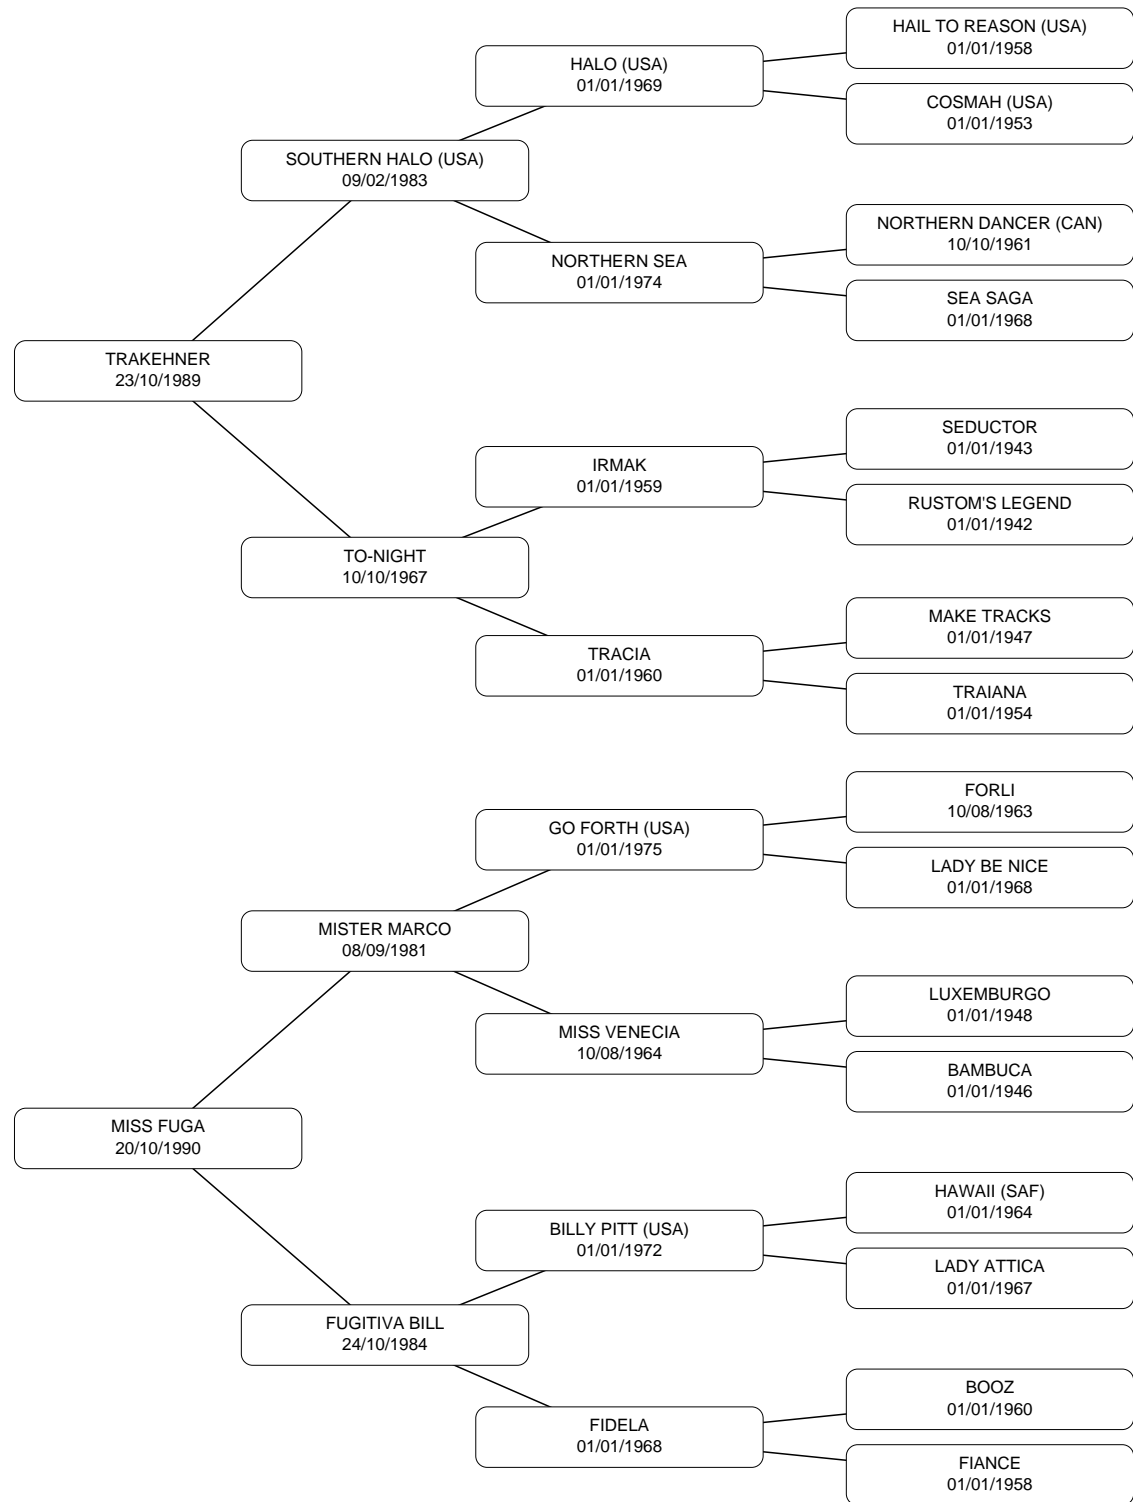 HAIL TO REASON (USA)
01/01/1958
HALO (USA)
01/01/1969
COSMAH (USA)
01/01/1953
SOUTHERN HALO (USA)
09/02/1983
NORTHERN DANCER (CAN)
10/10/1961
NORTHERN SEA
01/01/1974
SEA SAGA
01/01/1968
TRAKEHNER
23/10/1989
SEDUCTOR
01/01/1943
IRMAK
01/01/1959
RUSTOM'S LEGEND
01/01/1942
TO-NIGHT
10/10/1967
MAKE TRACKS
01/01/1947
TRACIA
01/01/1960
TRAIANA
01/01/1954
FORLI
10/08/1963
GO FORTH (USA)
01/01/1975
LADY BE NICE
01/01/1968
MISTER MARCO
08/09/1981
LUXEMBURGO
01/01/1948
MISS VENECIA
10/08/1964
BAMBUCA
01/01/1946
MISS FUGA
20/10/1990
HAWAII (SAF)
01/01/1964
BILLY PITT (USA)
01/01/1972
LADY ATTICA
01/01/1967
FUGITIVA BILL
24/10/1984
BOOZ
01/01/1960
FIDELA
01/01/1968
FIANCE
01/01/1958